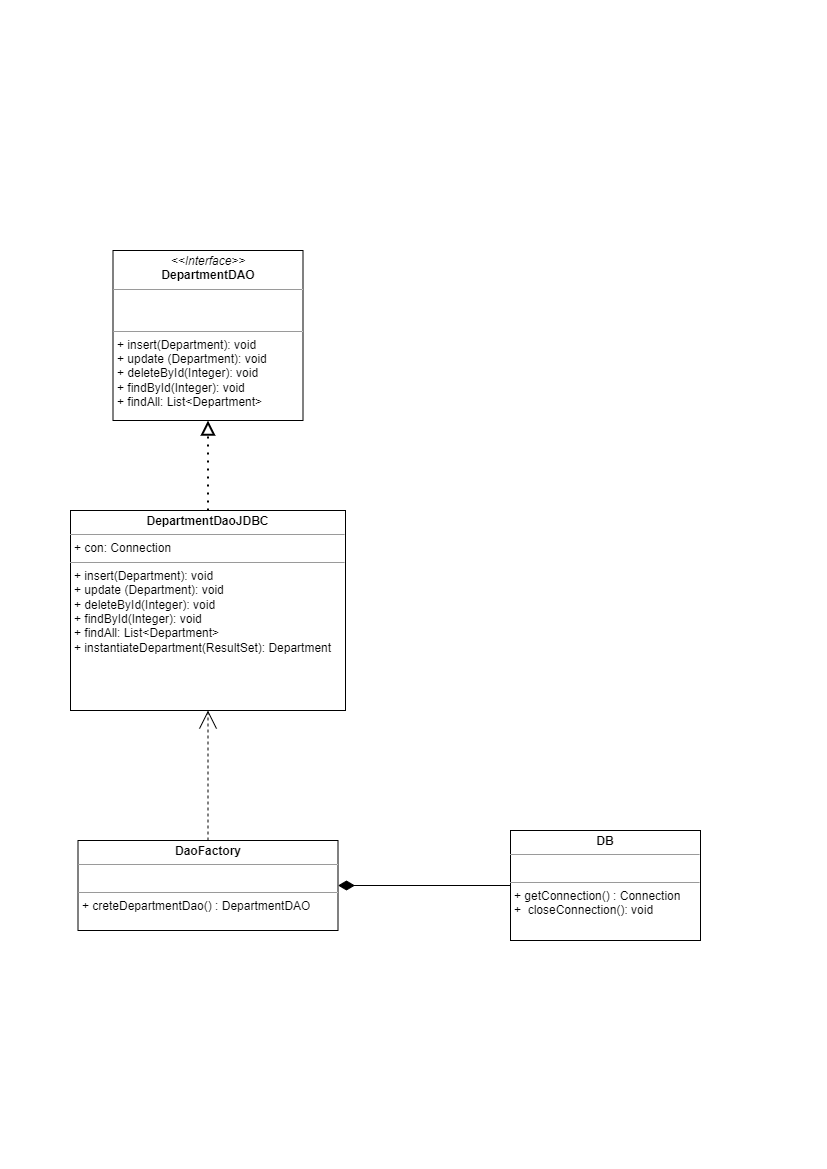 <<Interface>>
DepartmentDAO
+ insert(Department): void
+ update (Department): void
+ deleteById(Integer): void
+ findById(Integer): void
+ findAll: List<Department>
DepartmentDaoJDBC
+ con: Connection
+ insert(Department): void
+ update (Department): void
+ deleteById(Integer): void
+ findById(Integer): void
+ findAll: List<Department>
+ instantiateDepartment(ResultSet): Department
DaoFactory
+ creteDepartmentDao() : DepartmentDAO
DB
+ getConnection() : Connection
+ closeConnection(): void